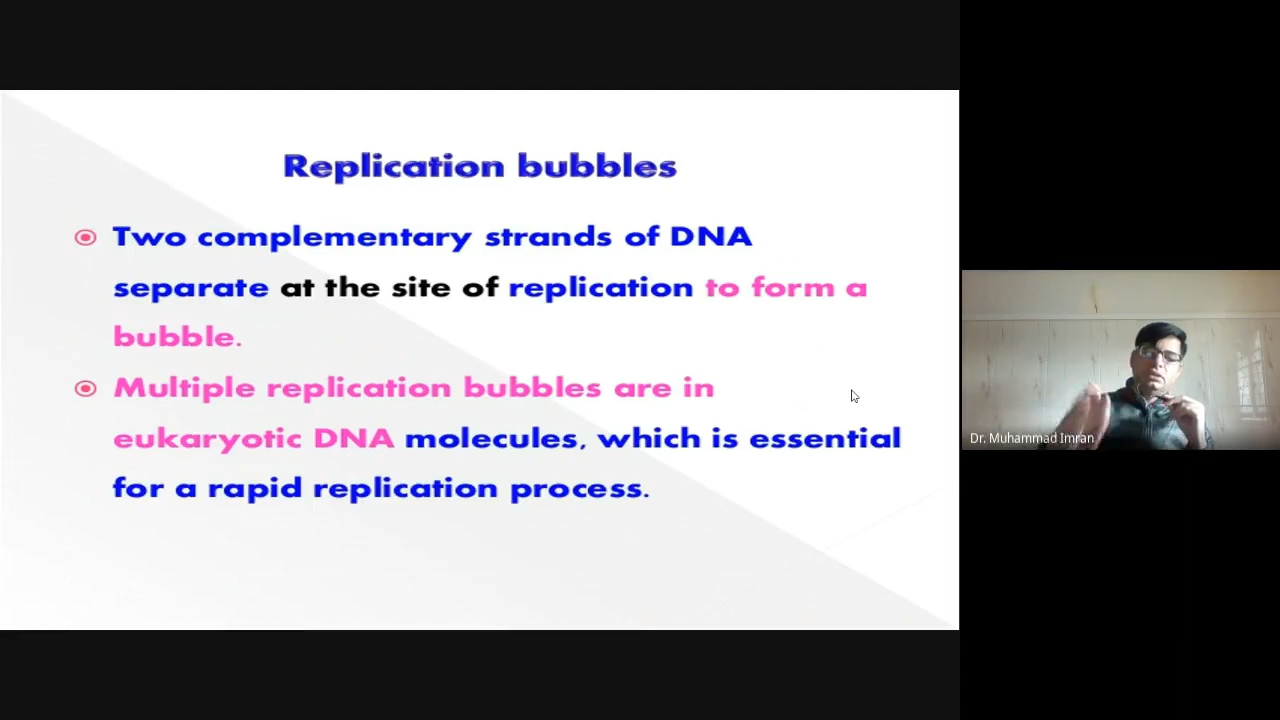 Replication bubbles
Two complementary strands of DNA
separate at the site of replication to form a
bubble.
Multiple replication bubbles are in
eukaryotic DNA molecules, which is essential
for a rapid replication process.
Dr. Muhammad Imran